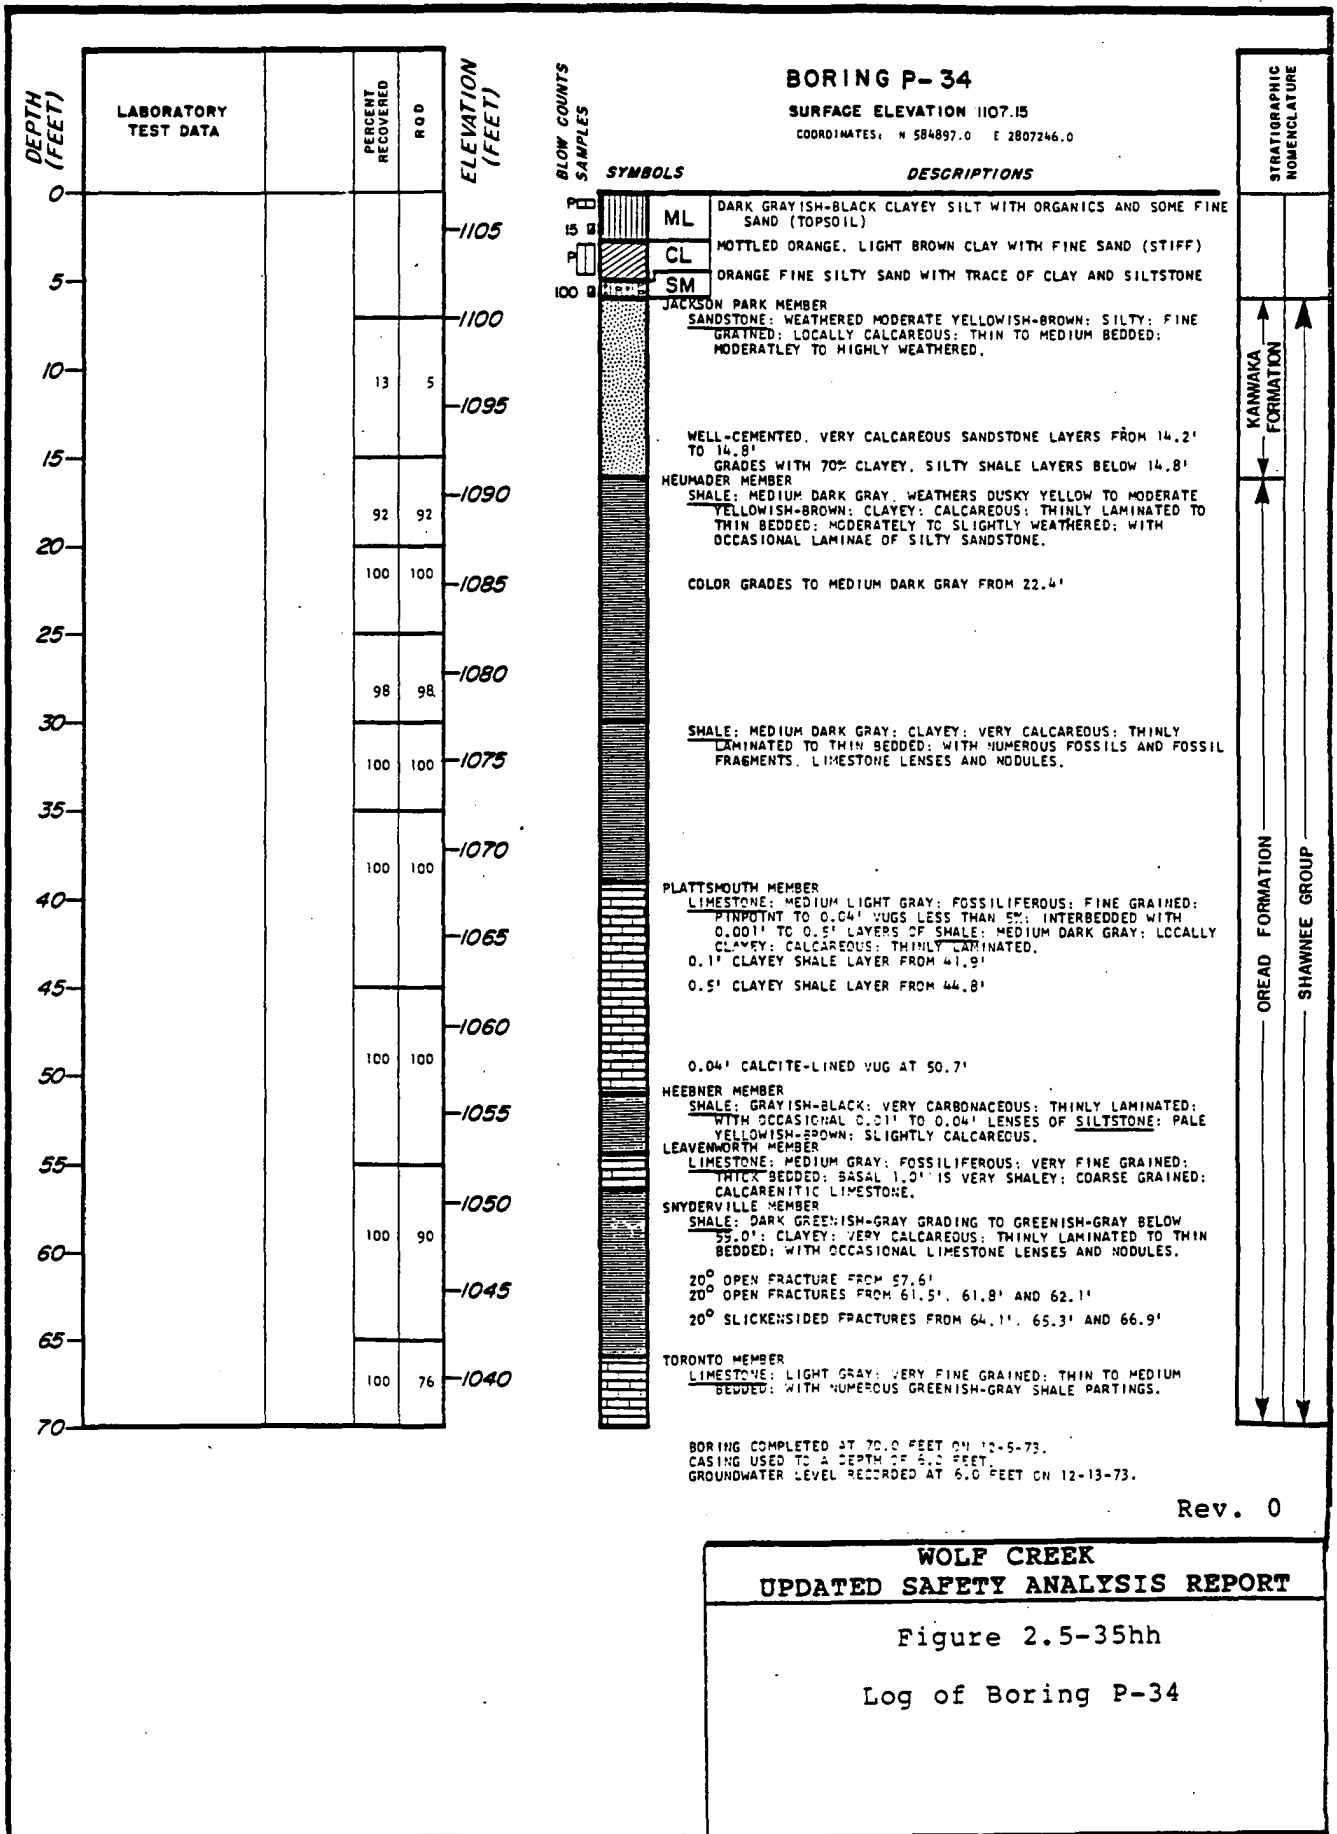 DEPTH (FEET)
LABORATORY
TEST DATA
PERCENT
RECOVERED
RQD
ELEVATION
(FEET)
BLOW COUNTS
SAMPLES
SYMBOLS
BORING P-34
SURFACE ELEVATION 1107.15
COORDINATES: N 584897.0 E 2807246.0
DESCRIPTIONS
STRATIGRAPHIC
NOMENCLATURE
0
5
10
15
20
25
30
35
40
45
50
55
60
65
70
13 5
92 92
100 100
98 98
100 100
100 100
100 100
100 90
100 76
1105
1100
1095
1090
1085
1080
1075
1070
1065
1060
1055
1050
1045
1040
P
15
P
100
ML
CL
SM
DARK GRAYISH-BLACK CLAYEY SILT WITH ORGANICS AND SOME FINE
SAND (TOPSOIL)
MOTTLED ORANGE, LIGHT BROWN CLAY WITH FINE SAND (STIFF)
ORANGE FINE SILTY SAND WITH TRACE OF CLAY AND SILTSTONE
JACKSON PARK MEMBER
SANDSTONE: WEATHERED MODERATE YELLOWISH-BROWN; SILTY; FINE
GRAINED; LOCALLY CALCAREOUS; THIN TO MEDIUM BEDDED;
MODERATLEY TO HIGHLY WEATHERED.
WELL-CEMENTED, VERY CALCAREOUS SANDSTONE LAYERS FROM 14.2'
TO 14.8'
GRADES WITH 70% CLAYEY, SILTY SHALE LAYERS BELOW 14.8'
HEUMADER MEMBER
SHALE: MEDIUM DARK GRAY, WEATHERS DUSKY YELLOW TO MODERATE
YELLOWISH-BROWN; CLAYEY; CALCAREOUS; THINLY LAMINATED TO
THIN BEDDED; MODERATELY TO SLIGHTLY WEATHERED; WITH
OCCASIONAL LAMINAE OF SILTY SANDSTONE.
COLOR GRADES TO MEDIUM DARK GRAY FROM 22.4'
SHALE: MEDIUM DARK GRAY; CLAYEY; VERY CALCAREOUS; THINLY
LAMINATED TO THIN BEDDED; WITH NUMEROUS FOSSILS AND FOSSIL
FRAGMENTS, LIMESTONE LENSES AND NODULES.
PLATTSMOUTH MEMBER
LIMESTONE: MEDIUM LIGHT GRAY; FOSSILIFEROUS; FINE GRAINED;
PINPOINT TO 0.04' VUGS LESS THAN 5%; INTERBEDDED WITH
0.001' TO 0.5' LAYERS OF SHALE: MEDIUM DARK GRAY; LOCALLY
CLAYEY; CALCAREOUS; THINLY LAMINATED.
0.1' CLAYEY SHALE LAYER FROM 41.9'
0.5' CLAYEY SHALE LAYER FROM 44.8'
0.04' CALCITE-LINED VUG AT 50.7'
HEEBNER MEMBER
SHALE: GRAYISH-BLACK; VERY CARBONACEOUS; THINLY LAMINATED;
WITH OCCASIONAL 0.01' TO 0.04' LENSES OF SILTSTONE: PALE
YELLOWISH-BROWN; SLIGHTLY CALCAREOUS.
LEAVENWORTH MEMBER
LIMESTONE: MEDIUM GRAY; FOSSILIFEROUS; VERY FINE GRAINED;
THICK BEDDED; BASAL 1.0' IS VERY SHALEY; COARSE GRAINED;
CALCARENITIC LIMESTONE.
SNYDERVILLE MEMBER
SHALE: DARK GREENISH-GRAY GRADING TO GREENISH-GRAY BELOW
59.0'; CLAYEY; VERY CALCAREOUS; THINLY LAMINATED TO THIN
BEDDED; WITH OCCASIONAL LIMESTONE LENSES AND NODULES.
20° OPEN FRACTURE FROM 57.6'
20° OPEN FRACTURES FROM 61.5', 61.8' AND 62.1'
20° SLICKENSIDED FRACTURES FROM 64.1', 65.3' AND 66.9'
TORONTO MEMBER
LIMESTONE: LIGHT GRAY; VERY FINE GRAINED; THIN TO MEDIUM
BEDDED; WITH NUMEROUS GREENISH-GRAY SHALE PARTINGS.
BORING COMPLETED AT 70.0 FEET ON 12-5-73.
CASING USED TO A DEPTH OF FEET.
GROUNDWATER LEVEL RECORDED AT 6.0 FEET ON 12-13-73.
KANWAKA
FORMATION
OREAD FORMATION
SHAWNEE GROUP
Rev. 0
WOLF CREEK
UPDATED SAFETY ANALYSIS REPORT
Figure 2.5-35hh
Log of Boring P-34